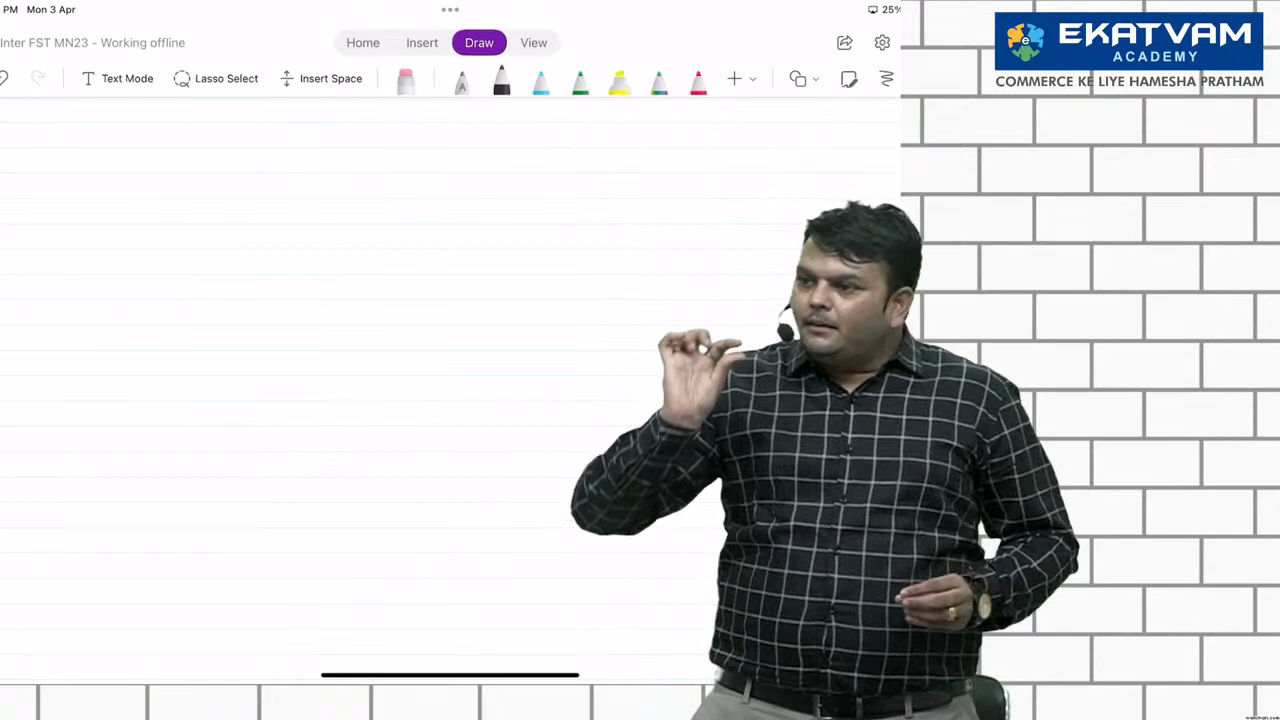 PM Mon 3 Apr
25%
Inter FST MN23 - Working offline
Home Insert Draw View
Text Mode Lasso Select Insert Space
A
EKATVAM
ACADEMY
COMMERCE KE LIYE HAMESHA PRATHAM